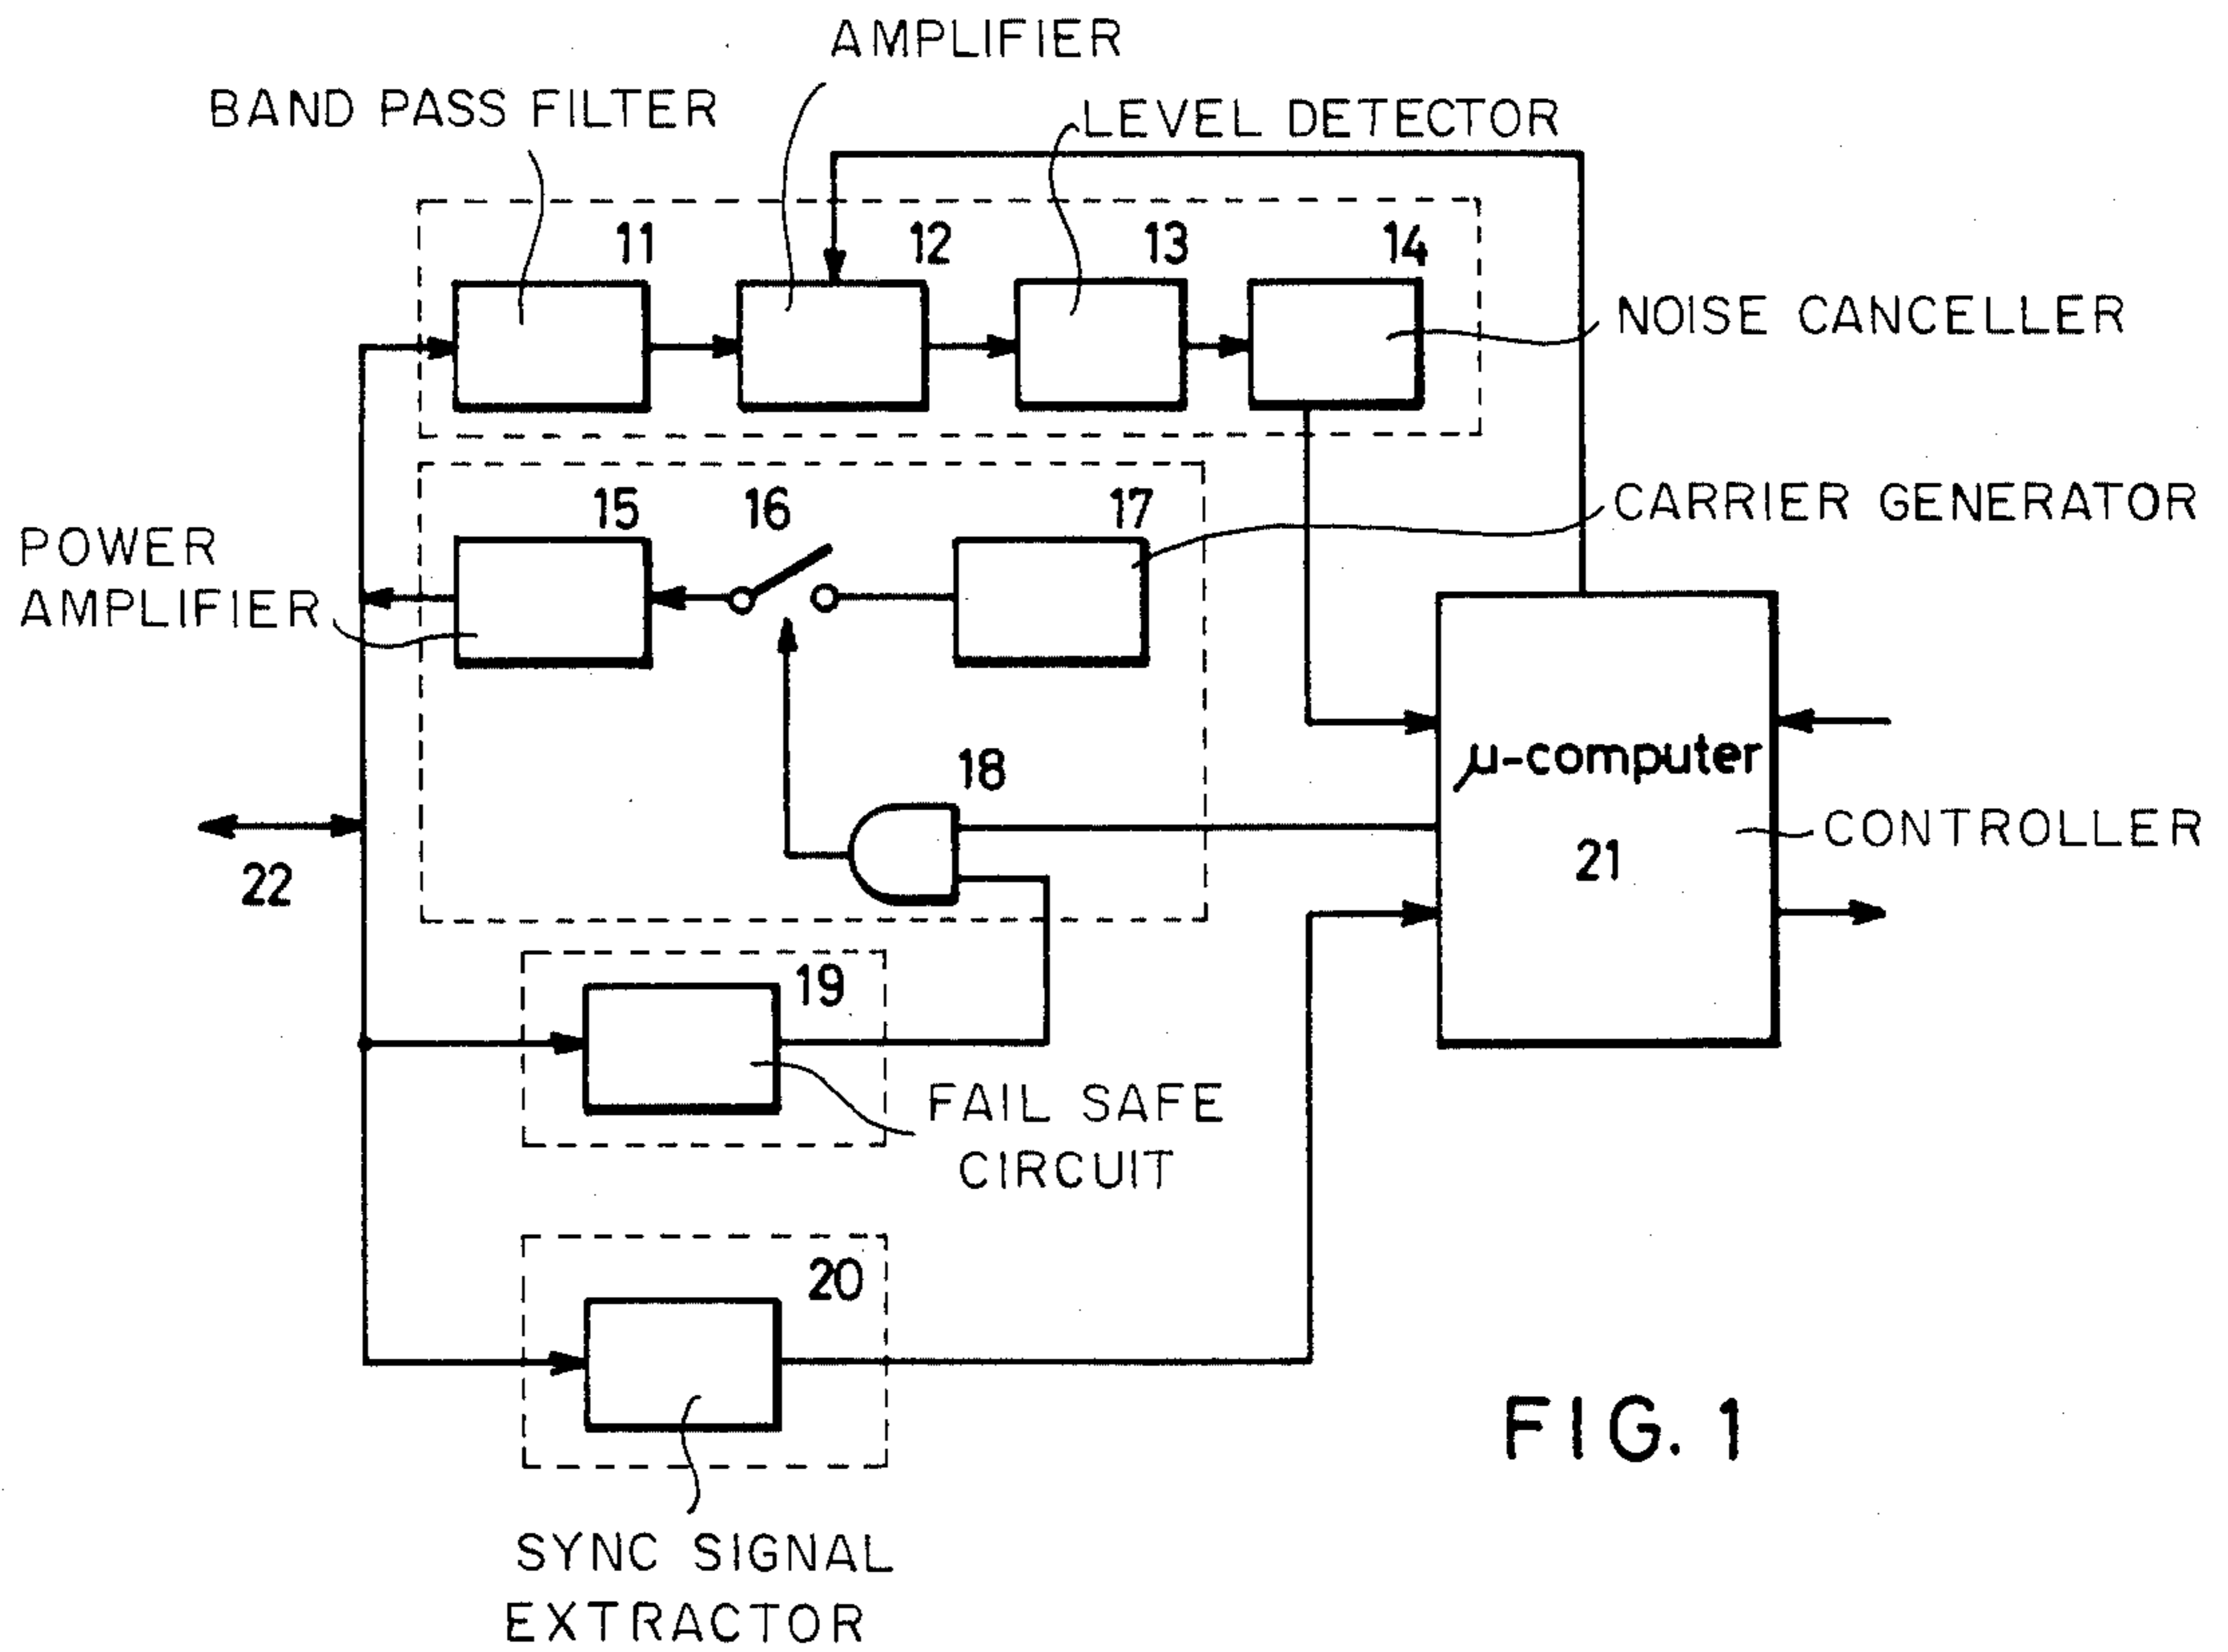 AMPLIFIER
BAND PASS FILTER
LEVEL DETECTOR
11
12
13
14
NOISE CANCELLER
15
16
17
CARRIER GENERATOR
POWER
AMPLIFIER
18
μ-computer
21
CONTROLLER
22
19
FAIL SAFE
CIRCUIT
20
SYNC SIGNAL
EXTRACTOR
FIG. 1